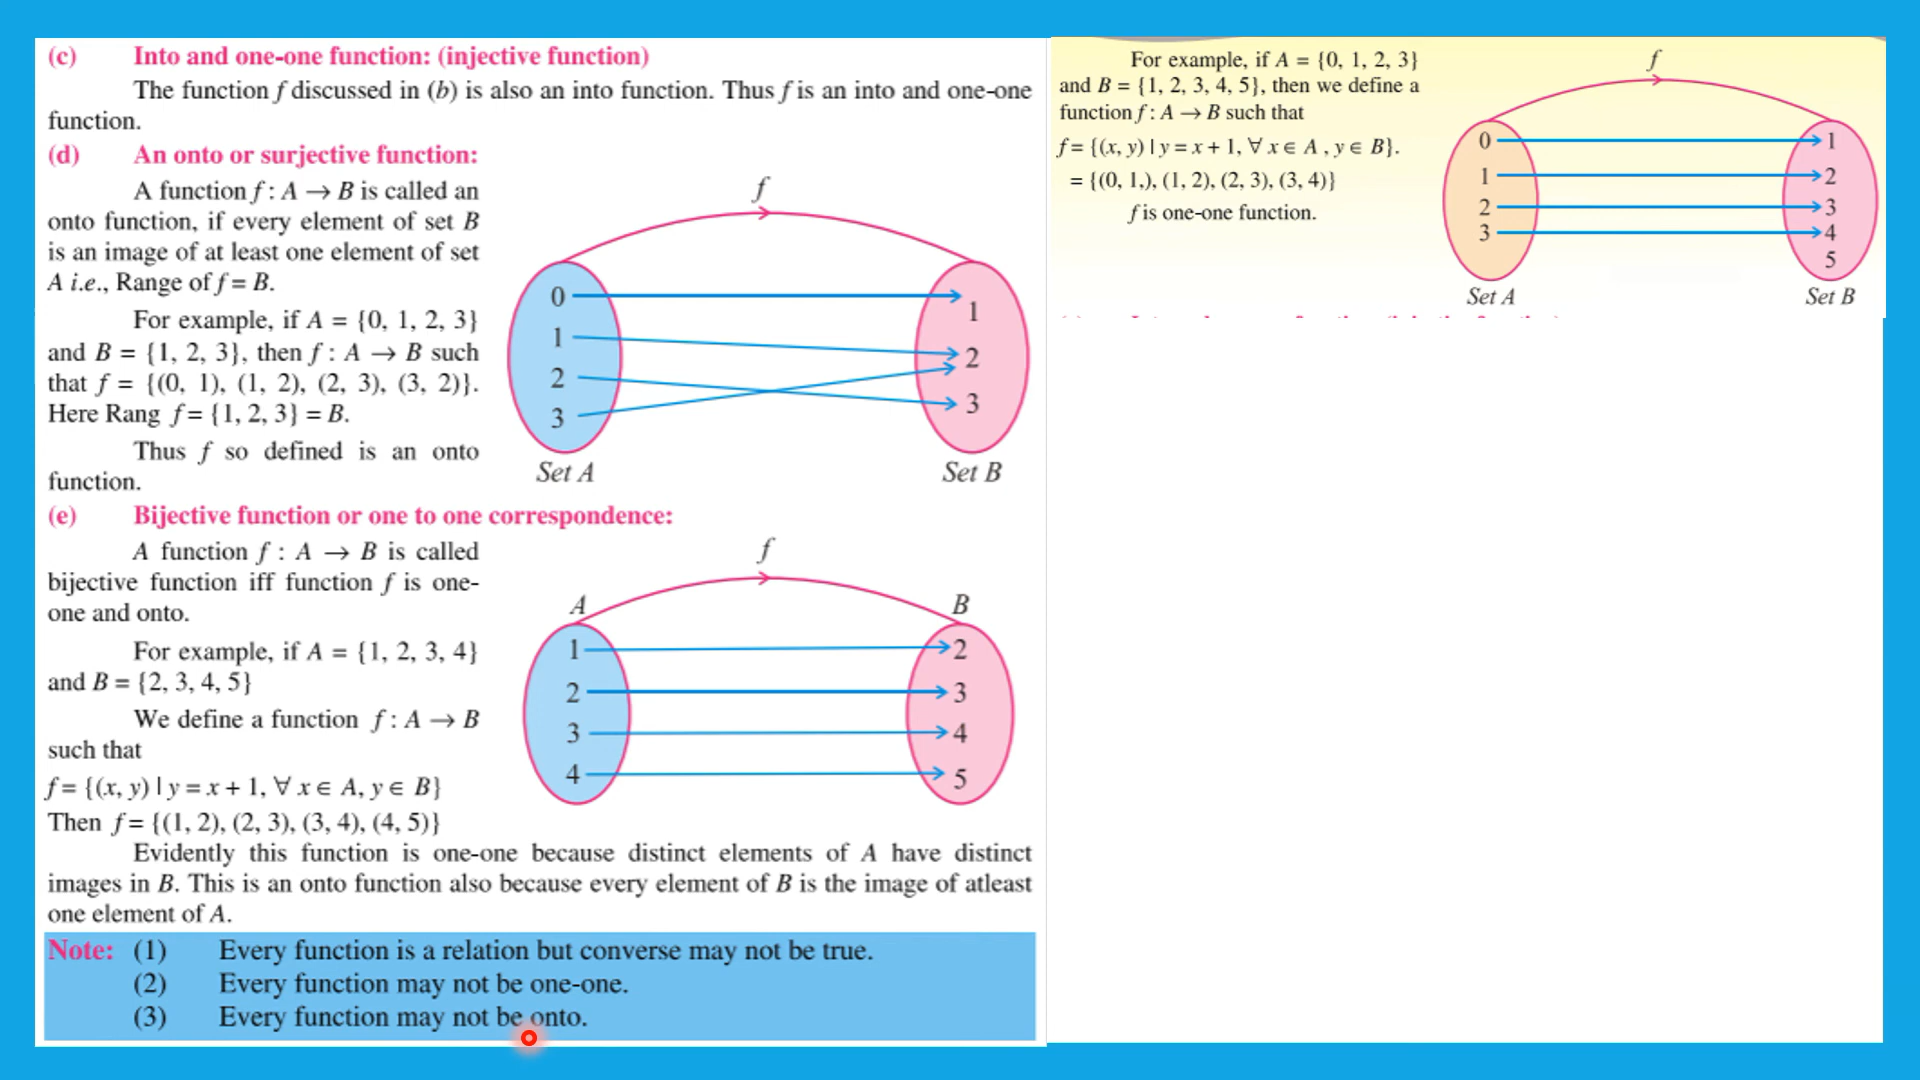 (c) Into and one-one function: (injective function)
The function f discussed in (b) is also an into function. Thus f is an into and one-one
function.
(d) An onto or surjective function:
A function f : A → B is called an
onto function, if every element of set B
is an image of at least one element of set
A i.e., Range of f = B.
For example, if A = {0, 1, 2, 3}
and B = {1, 2, 3}, then f : A → B such
that f = {(0, 1), (1, 2), (2, 3), (3, 2)}.
Here Rang f = {1, 2, 3} = B.
Thus f so defined is an onto
function.
f
0
1
2
3
1
2
3
Set A
Set B
(e) Bijective function or one to one correspondence:
A function f : A → B is called
bijective function iff function f is one-
one and onto.
For example, if A = {1, 2, 3, 4}
and B = {2, 3, 4, 5}
We define a function f : A → B
such that
f = {(x, y) | y = x + 1, ∀ x ∈ A, y ∈ B}
Then f = {(1, 2), (2, 3), (3, 4), (4, 5)}
f
A
B
1
2
3
4
2
3
4
5
Evidently this function is one-one because distinct elements of A have distinct
images in B. This is an onto function also because every element of B is the image of atleast
one element of A.
Note: (1) Every function is a relation but converse may not be true.
(2) Every function may not be one-one.
(3) Every function may not be onto.
For example, if A = {0, 1, 2, 3}
and B = {1, 2, 3, 4, 5}, then we define a
function f : A → B such that
f = {(x, y) | y = x + 1, ∀ x ∈ A , y ∈ B}.
= {(0, 1,), (1, 2), (2, 3), (3, 4)}
f is one-one function.
f
0
1
2
3
1
2
3
4
5
Set A
Set B